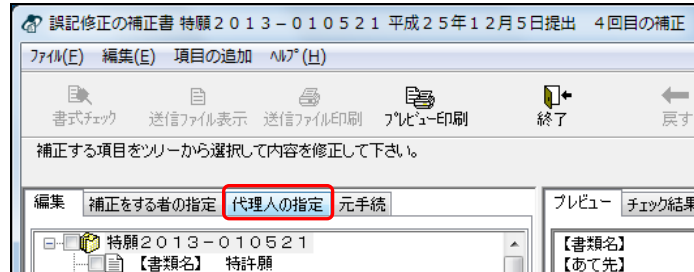 誤記修正の補正書 特願2013-010521 平成25年12月5日提出 4回目の補正
ファイル(F) 編集(E) 項目の追加 ヘルプ(H)
書式チェック 送信ファイル表示 送信ファイル印刷 プレビュー印刷 終了 戻す
補正する項目をツリーから選択して内容を修正して下さい。
編集 補正をする者の指定 代理人の指定 元手続 プレビュー チェック結果
特願2013-010521 【書類名】
【書類名】 特許願 【あて先】